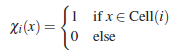 χᵢ(x) = { 1 if x ∈ Cell(i)
0 else